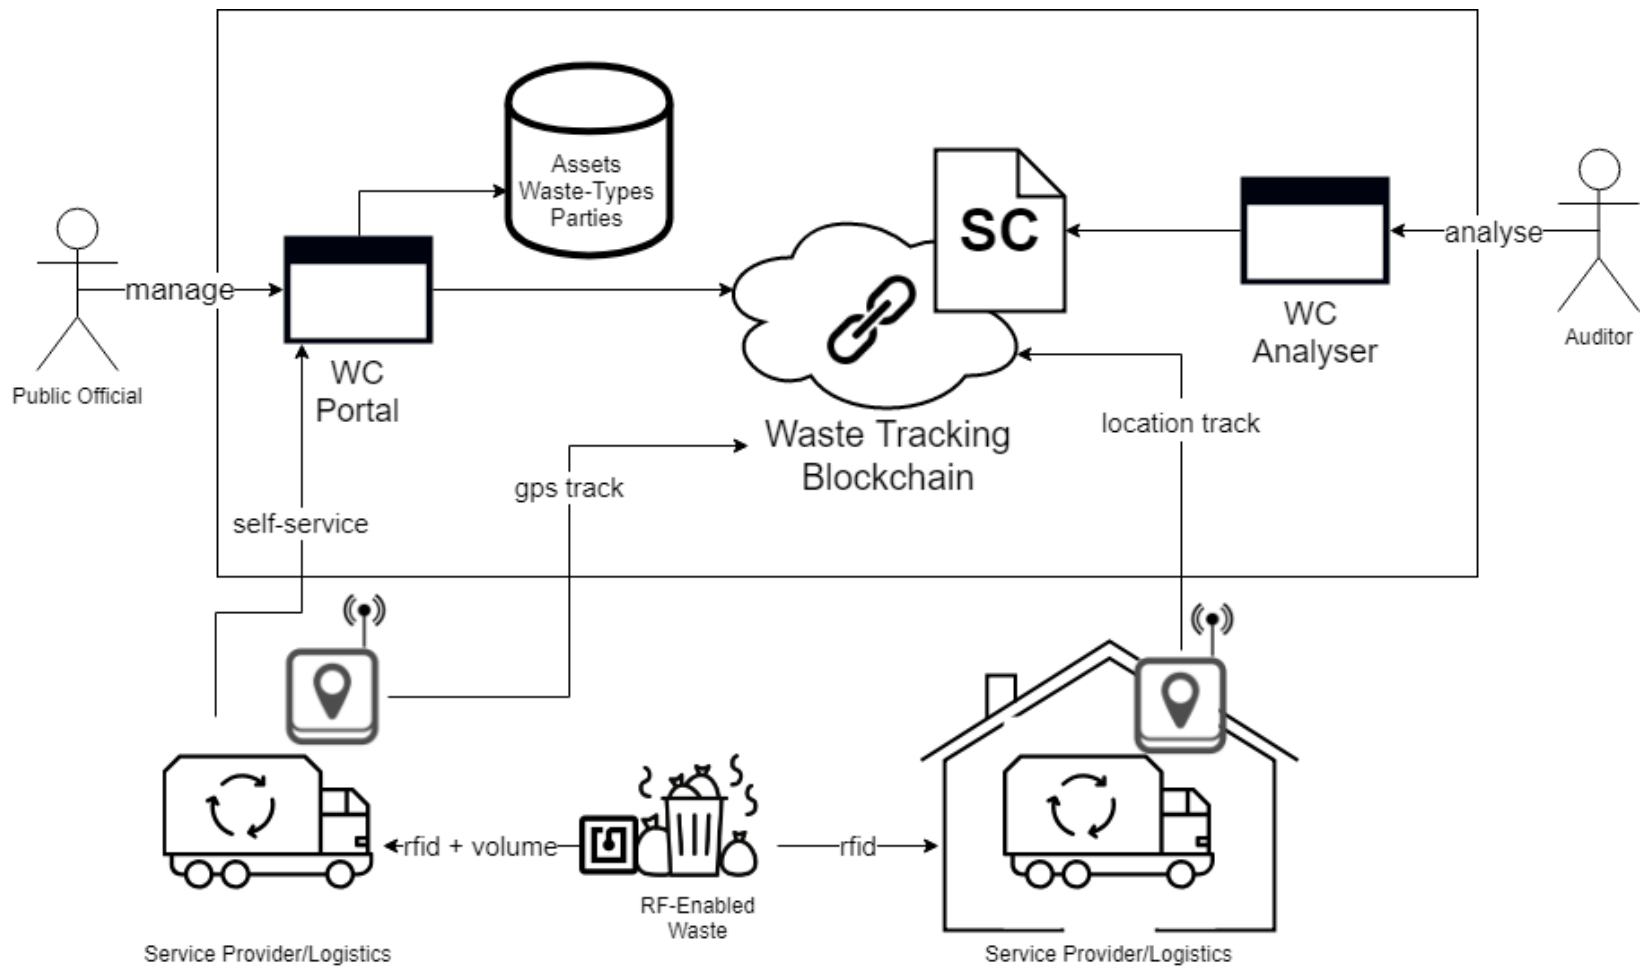 Assets
Waste-Types
Parties
SC
manage
analyse
WC
Portal
Public Official
WC
Analyser
Auditor
Waste Tracking
Blockchain
location track
gps track
self-service
rfid + volume
rfid
RF-Enabled
Waste
Service Provider/Logistics
Service Provider/Logistics